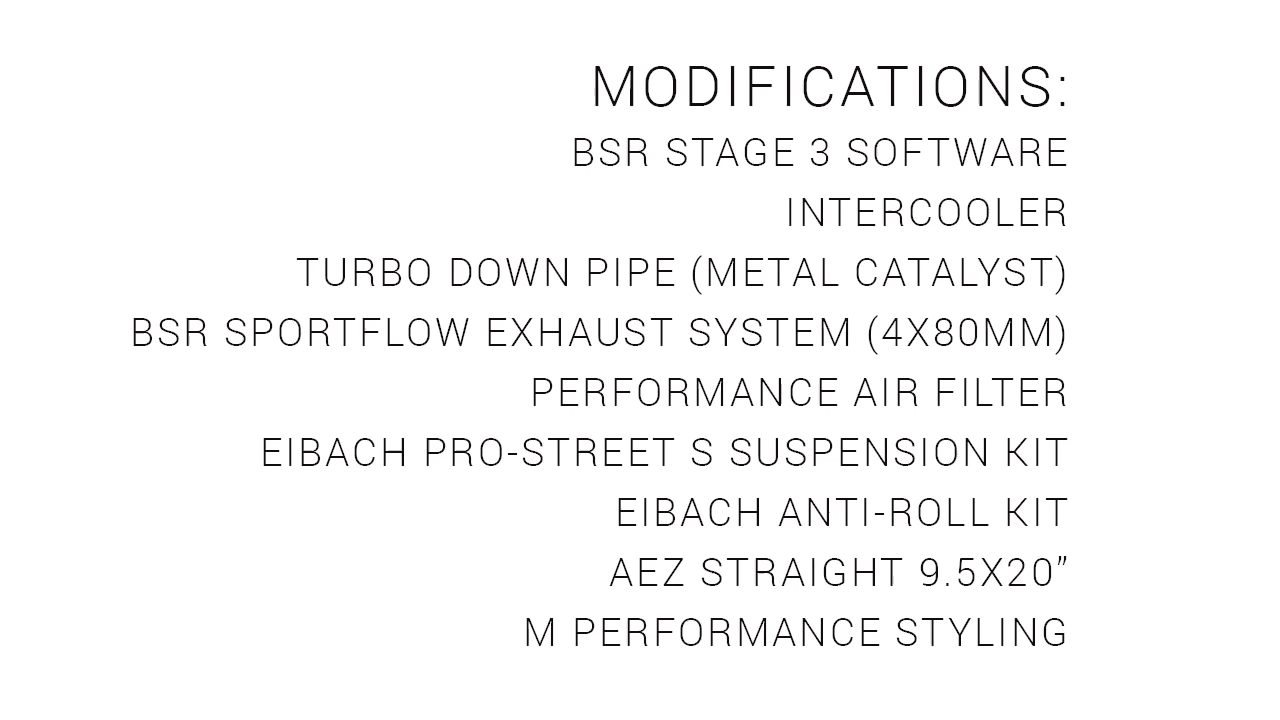 MODIFICATIONS:
BSR STAGE 3 SOFTWARE
INTERCOOLER
TURBO DOWN PIPE (METAL CATALYST)
BSR SPORTFLOW EXHAUST SYSTEM (4X80MM)
PERFORMANCE AIR FILTER
EIBACH PRO-STREET S SUSPENSION KIT
EIBACH ANTI-ROLL KIT
AEZ STRAIGHT 9.5X20”
M PERFORMANCE STYLING